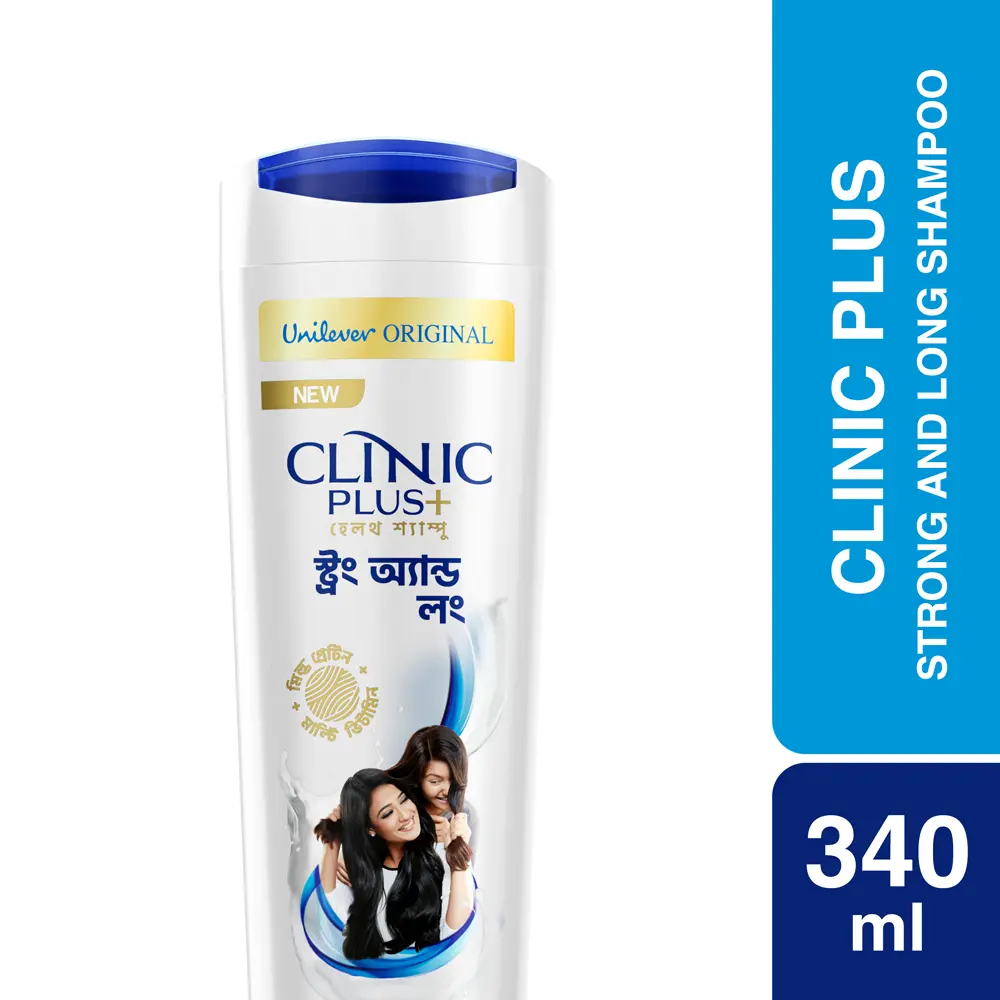 Unilever ORIGINAL
NEW
CLINIC
PLUS+
হেলথ শ্যাম্পু
স্ট্রং অ্যান্ড
লং
মিল্ক প্রোটিন
+ মাল্টি ভিটামিন +
CLINIC PLUS
STRONG AND LONG SHAMPOO
340
ml